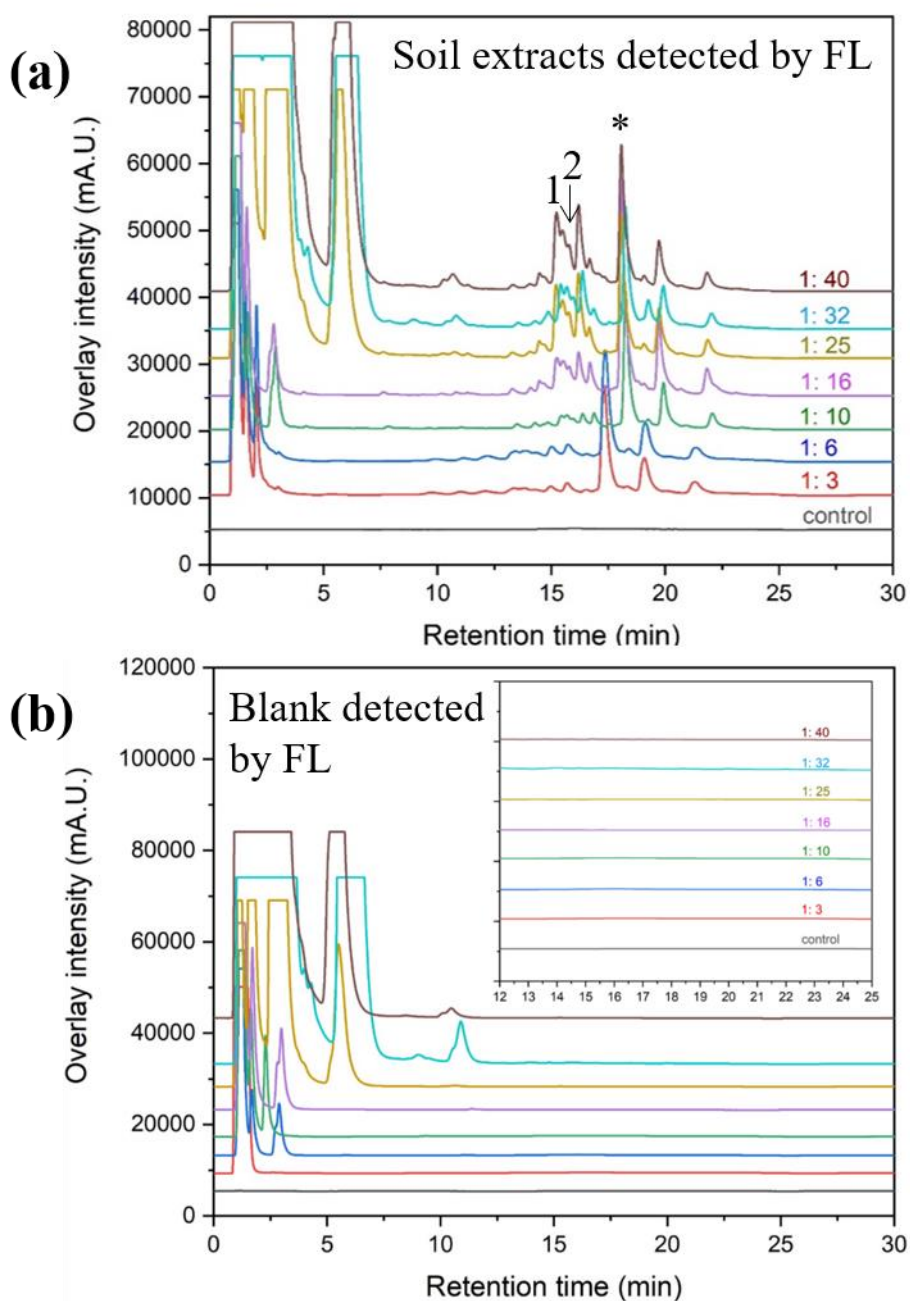 (a)
Soil extracts detected by FL
80000
70000
60000
50000
40000
30000
20000
10000
0
Overlay intensity (mA.U.)
*
2
1
1: 40
1: 32
1: 25
1: 16
1: 10
1: 6
1: 3
control
0 5 10 15 20 25 30
Retention time (min)
(b)
Blank detected
by FL
120000
100000
80000
60000
40000
20000
0
Overlay intensity (mA.U.)
1: 40
1: 32
1: 25
1: 16
1: 10
1: 6
1: 3
control
12 13 14 15 16 17 18 19 20 21 22 23 24 25
0 5 10 15 20 25 30
Retention time (min)